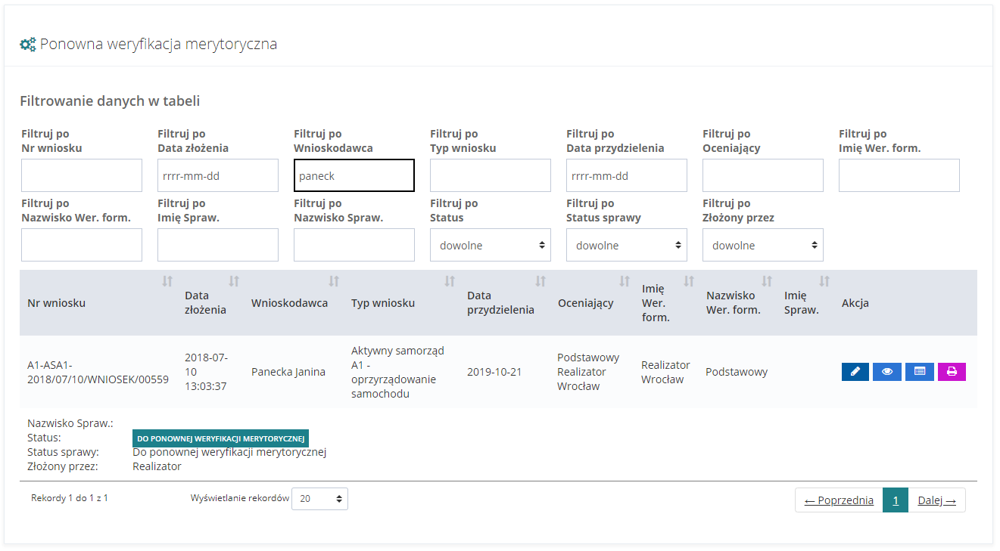 Ponowna weryfikacja merytoryczna
Filtrowanie danych w tabeli
Filtruj po
Nr wniosku
Filtruj po
Data złożenia
rrrr-mm-dd
Filtruj po
Wnioskodawca
paneck
Filtruj po
Typ wniosku
Filtruj po
Data przydzielenia
rrrr-mm-dd
Filtruj po
Oceniający
Filtruj po
Imię Wer. form.
Filtruj po
Nazwisko Wer. form.
Filtruj po
Imię Spraw.
Filtruj po
Nazwisko Spraw.
Filtruj po
Status
dowolne
Filtruj po
Status sprawy
dowolne
Filtruj po
Złożony przez
dowolne
Nr wniosku
Data
złożenia
Wnioskodawca
Typ wniosku
Data
przydzielenia
Oceniający
Imię
Wer.
form.
Nazwisko
Wer. form.
Imię
Spraw.
Akcja
A1-ASA1-
2018/07/10/WNIOSEK/00559
2018-07-
10
13:03:37
Panecka Janina
Aktywny samorząd
A1 -
oprzyrządowanie
samochodu
2019-10-21
Podstawowy
Realizator
Wrocław
Realizator
Wrocław
Podstawowy
Nazwisko Spraw.:
Status: DO PONOWNEJ WERYFIKACJI MERYTORYCZNEJ
Status sprawy: Do ponownej weryfikacji merytorycznej
Złożony przez: Realizator
Rekordy 1 do 1 z 1
Wyświetlanie rekordów 20
← Poprzednia 1 Dalej →